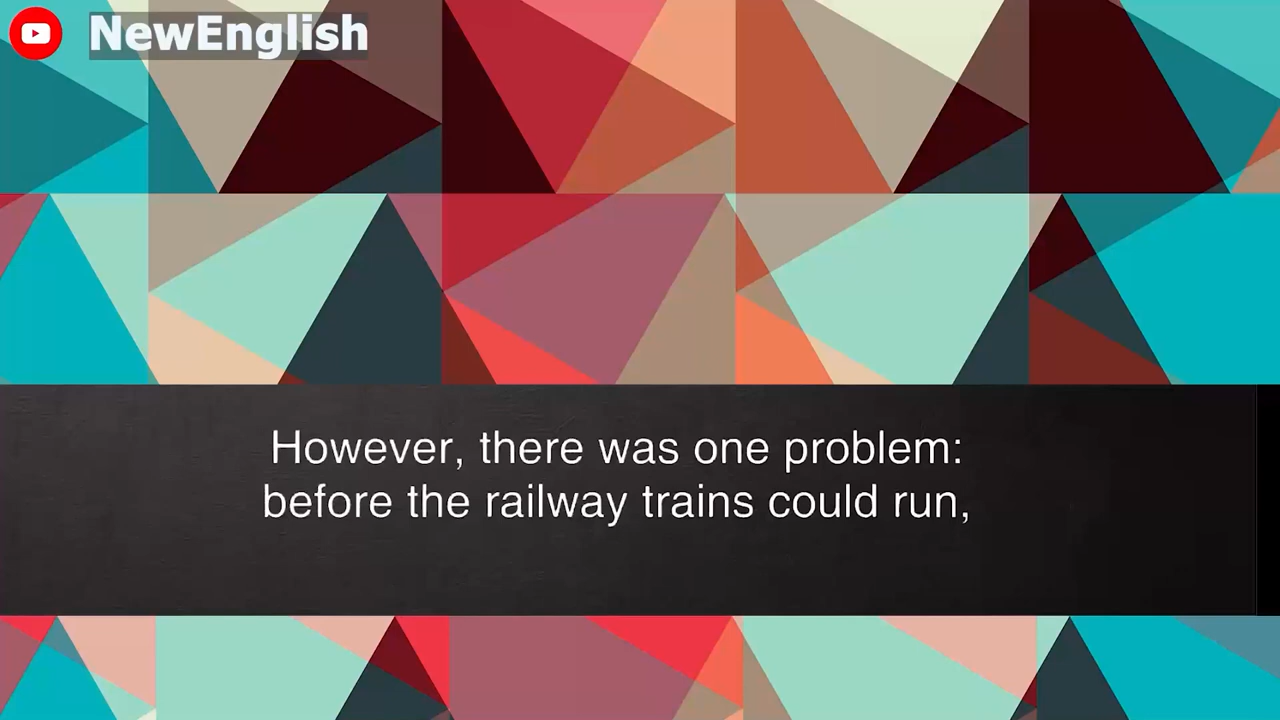 NewEnglish
However, there was one problem:
before the railway trains could run,